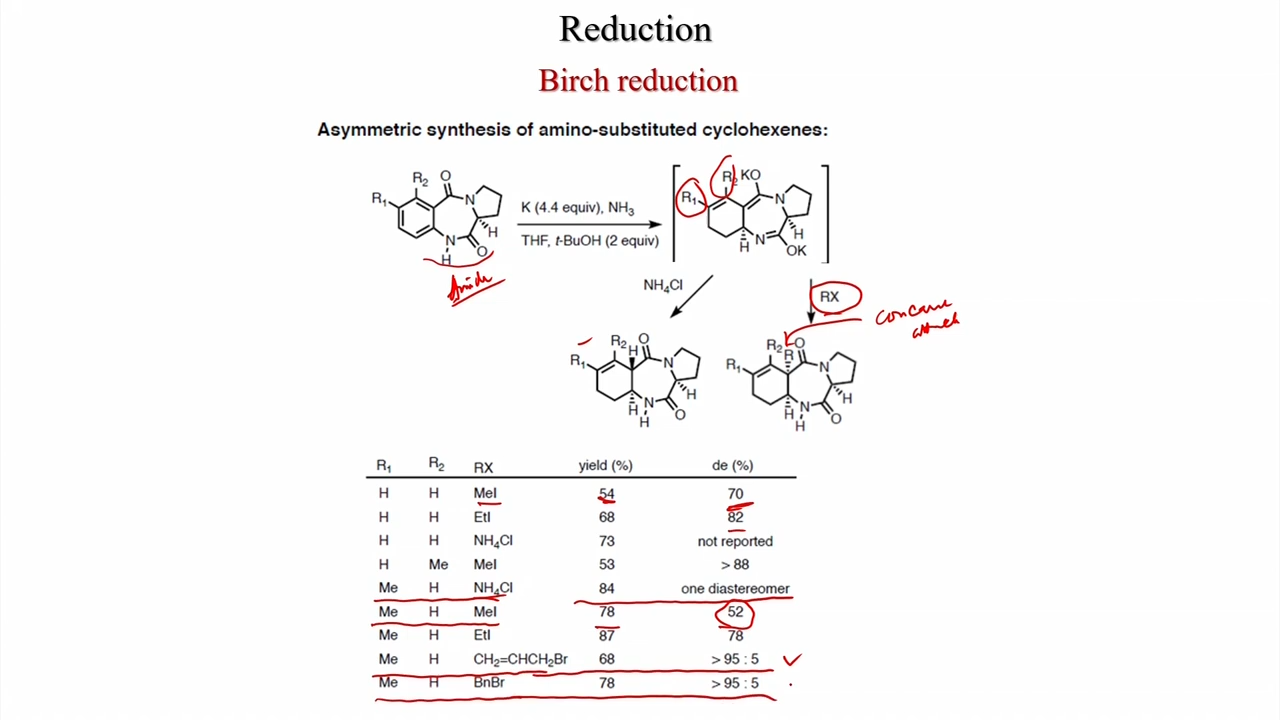 Reduction
Birch reduction
Asymmetric synthesis of amino-substituted cyclohexenes:
R₂ O
R₁ N
H
N O
H
Amide
K (4.4 equiv), NH₃
THF, t-BuOH (2 equiv)
R₂ KO
R₁ N
H
H N
OK
NH₄Cl
RX
concave
attack
R₂ H O
R₁ N
H
H N O
H
R₂ R O
R₁ N
H
H N O
H
R₁ R₂ RX yield (%) de (%)
H H MeI 54 70
H H EtI 68 82
H H NH₄Cl 73 not reported
H Me MeI 53 > 88
Me H NH₄Cl 84 one diastereomer
Me H MeI 78 52
Me H EtI 87 78
Me H CH₂=CHCH₂Br 68 > 95 : 5
Me H BnBr 78 > 95 : 5